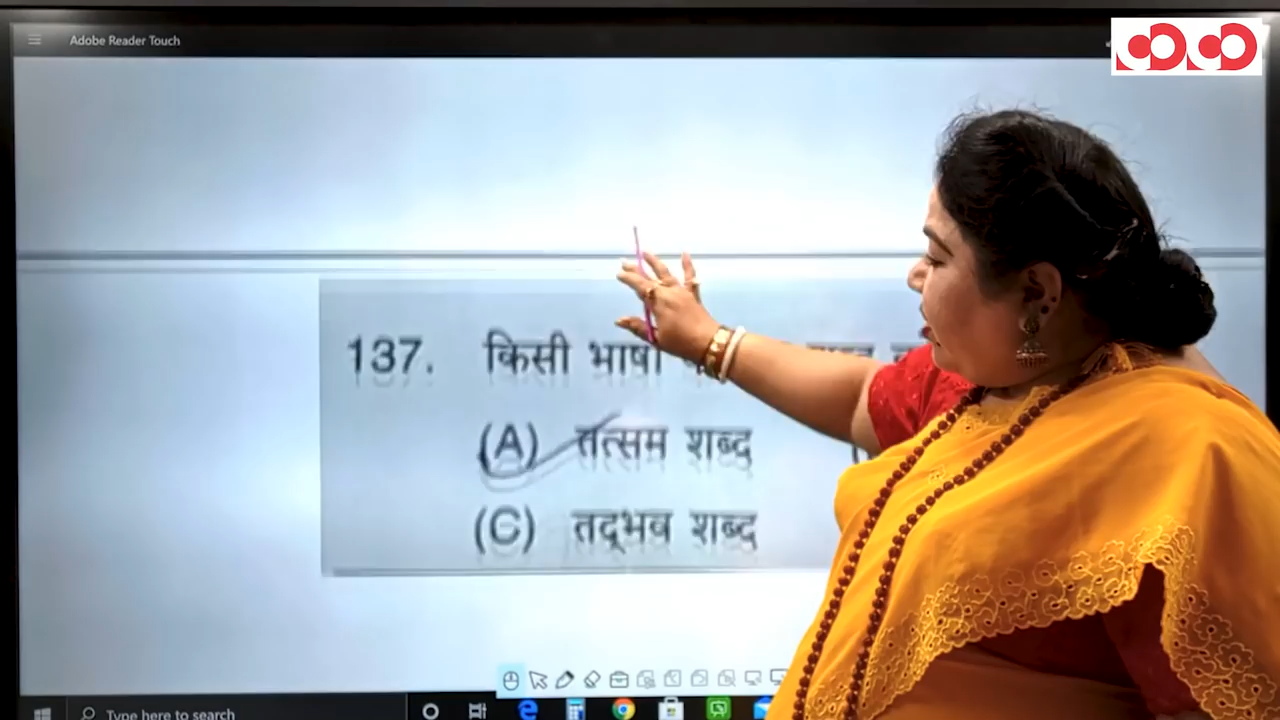 Adobe Reader Touch
137. किसी भाषा
(A) तत्सम शब्द
(C) तद्भव शब्द
Type here to search